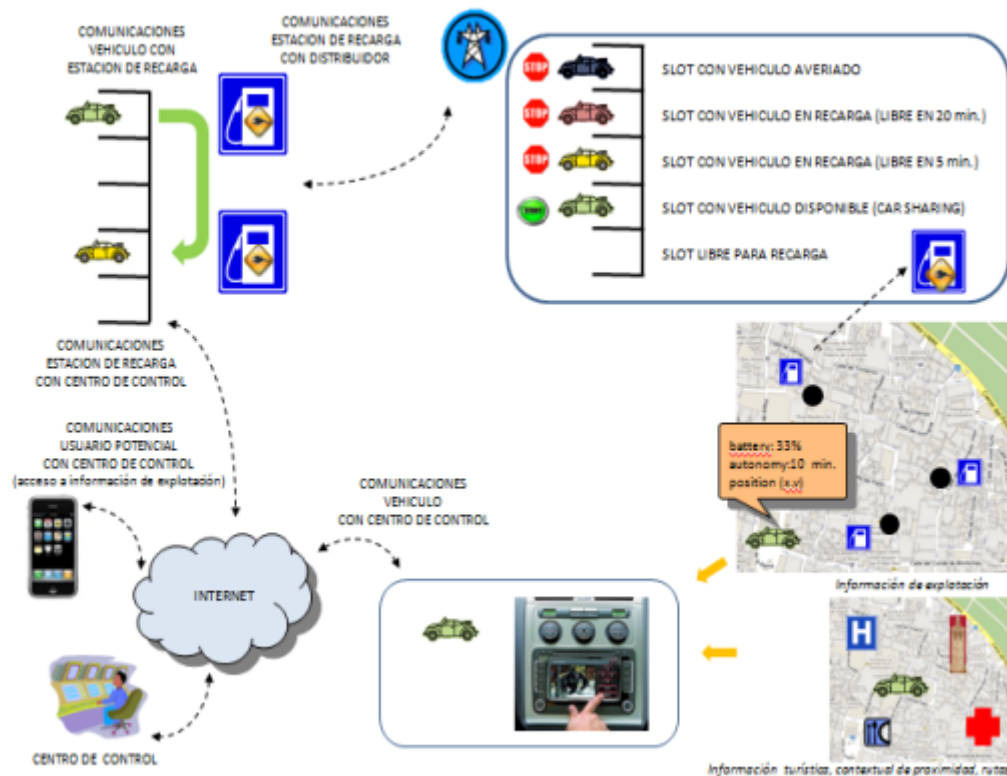 COMUNICACIONES
VEHICULO CON
ESTACION DE RECARGA
COMUNICACIONES
ESTACION DE RECARGA
CON DISTRIBUIDOR
STOP
SLOT CON VEHICULO AVERIADO
STOP
SLOT CON VEHICULO EN RECARGA (LIBRE EN 20 min.)
STOP
SLOT CON VEHICULO EN RECARGA (LIBRE EN 5 min.)
SLOT CON VEHICULO DISPONIBLE (CAR SHARING)
SLOT LIBRE PARA RECARGA
COMUNICACIONES
ESTACION DE RECARGA
CON CENTRO DE CONTROL
COMUNICACIONES
USUARIO POTENCIAL
CON CENTRO DE CONTROL
(acceso a información de explotación)
COMUNICACIONES
VEHICULO
CON CENTRO DE CONTROL
battery: 33%
autonomy:10 min.
position (x.y)
INTERNET
Información de explotación
H
CENTRO DE CONTROL
Información turística, contextual de proximidad, rutas